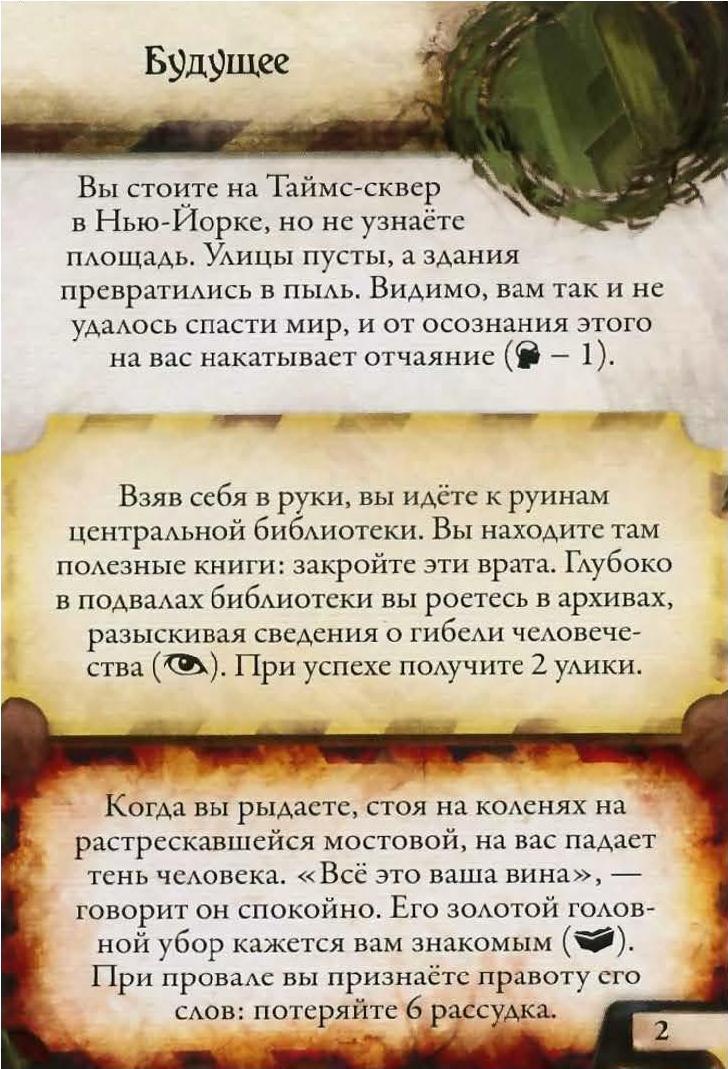 Будущее
Вы стоите на Таймс-сквер
в Нью-Йорке, но не узнаёте
площадь. Улицы пусты, а здания
превратились в пыль. Видимо, вам так и не
удалось спасти мир, и от осознания этого
на вас накатывает отчаяние ( – 1).
Взяв себя в руки, вы идёте к руинам
центральной библиотеки. Вы находите там
полезные книги: закройте эти врата. Глубоко
в подвалах библиотеки вы роетесь в архивах,
разыскивая сведения о гибели человече-
ства ( ). При успехе получите 2 улики.
Когда вы рыдаете, стоя на коленях на
растрескавшейся мостовой, на вас падает
тень человека. «Всё это ваша вина», —
говорит он спокойно. Его золотой голов-
ной убор кажется вам знакомым ( ).
При провале вы признаёте правоту его
слов: потеряйте 6 рассудка.
2